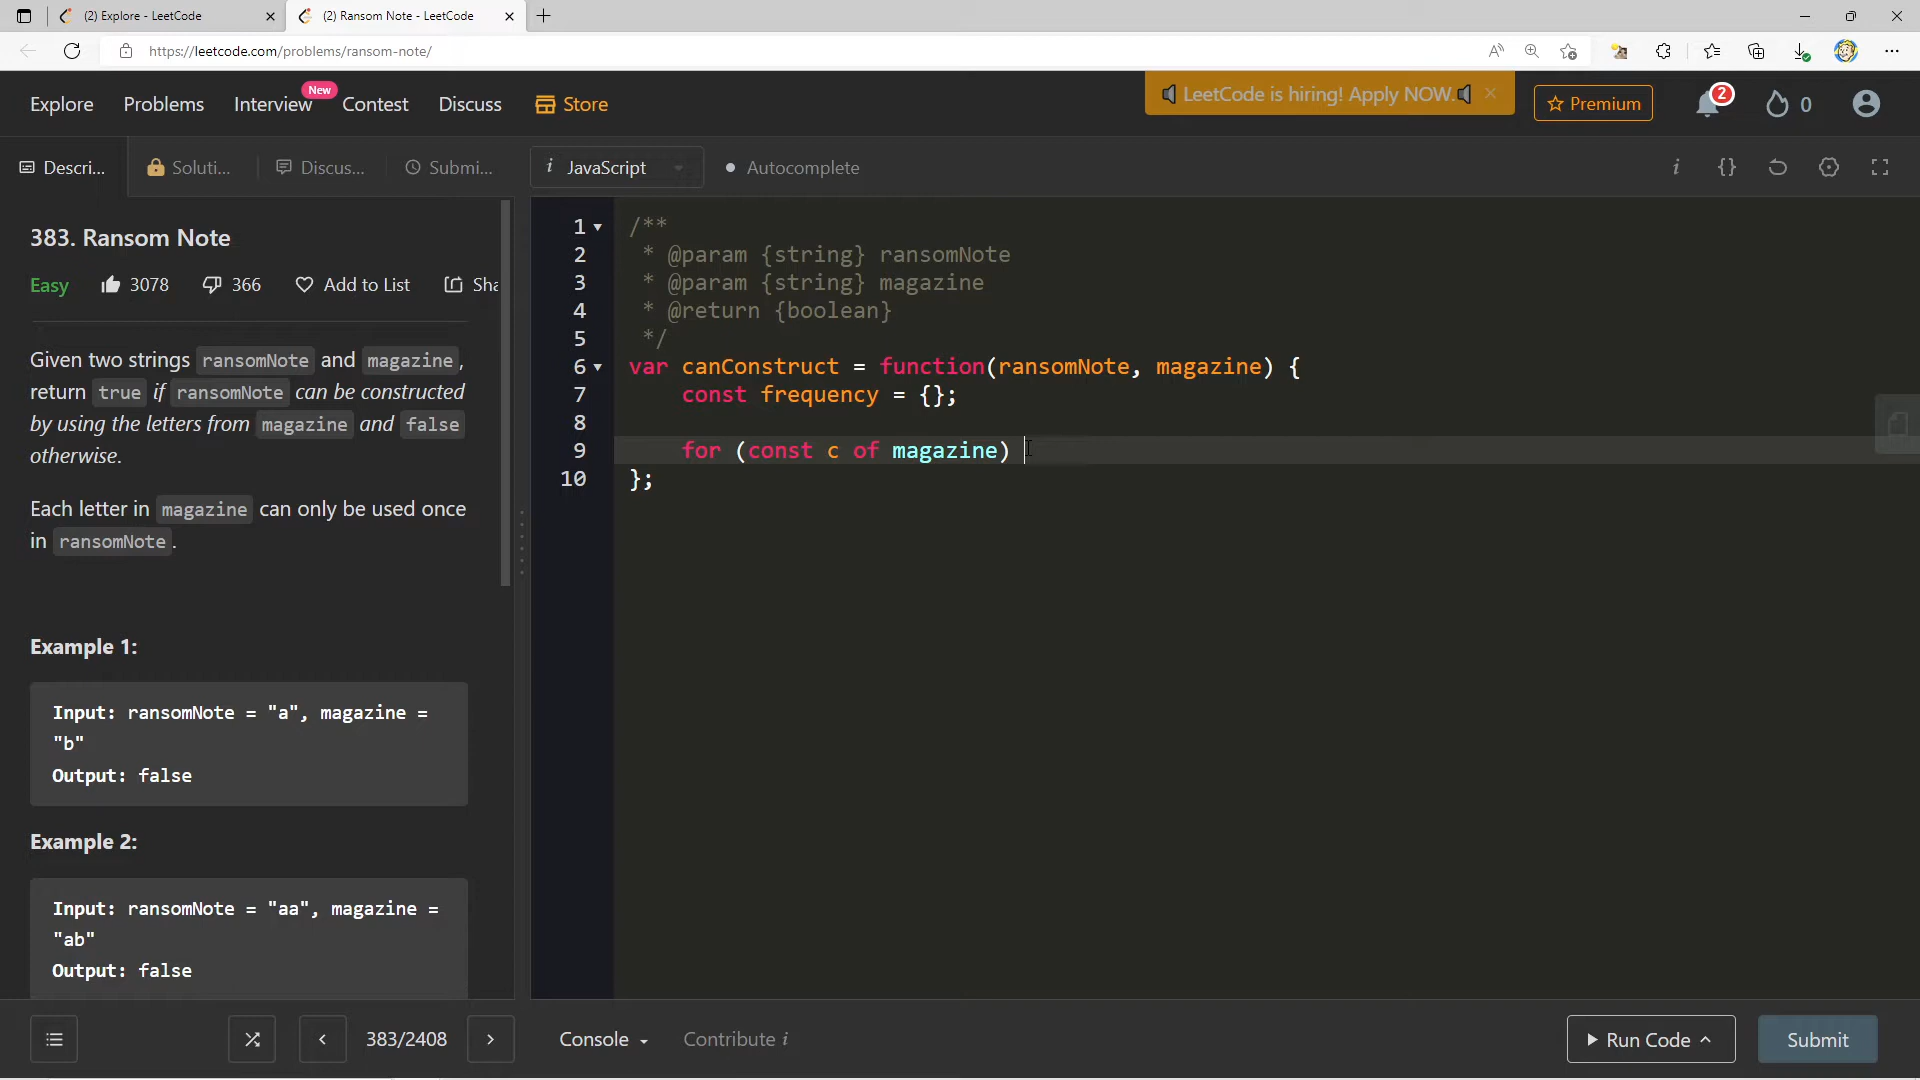 (2) Explore - LeetCode
(2) Ransom Note - LeetCode
https://leetcode.com/problems/ransom-note/
Explore
Problems
Interview
New
Contest
Discuss
Store
LeetCode is hiring! Apply NOW.
Premium
2
0
Descri...
Soluti...
Discus...
Submi...
i
JavaScript
Autocomplete
i
{}
383. Ransom Note
Easy
3078
366
Add to List
Sha
Given two strings ransomNote and magazine,
return true if ransomNote can be constructed
by using the letters from magazine and false
otherwise.
Each letter in magazine can only be used once
in ransomNote.
Example 1:
Input: ransomNote = "a", magazine =
"b"
Output: false
Example 2:
Input: ransomNote = "aa", magazine =
"ab"
Output: false
1 /**
2 * @param {string} ransomNote
3 * @param {string} magazine
4 * @return {boolean}
5 */
6 var canConstruct = function(ransomNote, magazine) {
7 const frequency = {};
8
9 for (const c of magazine)
10 };
383/2408
Console
Contribute i
Run Code
Submit